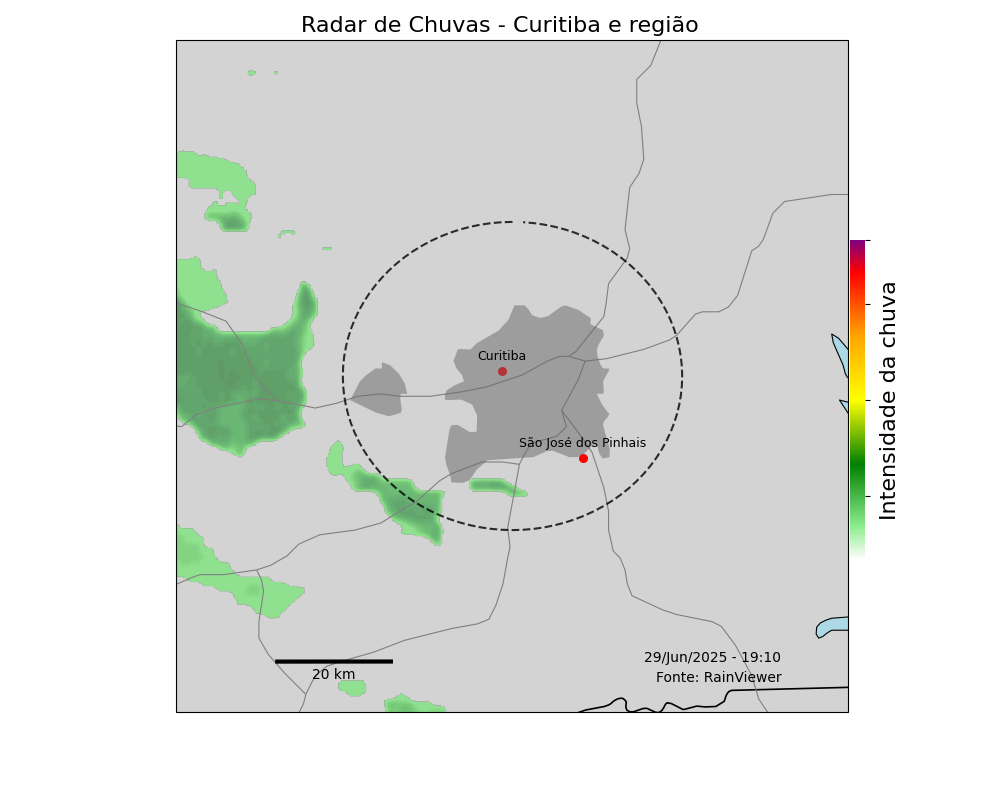 Radar de Chuvas - Curitiba e região
Curitiba
São José dos Pinhais
Intensidade da chuva
29/Jun/2025 - 19:10
20 km
Fonte: RainViewer